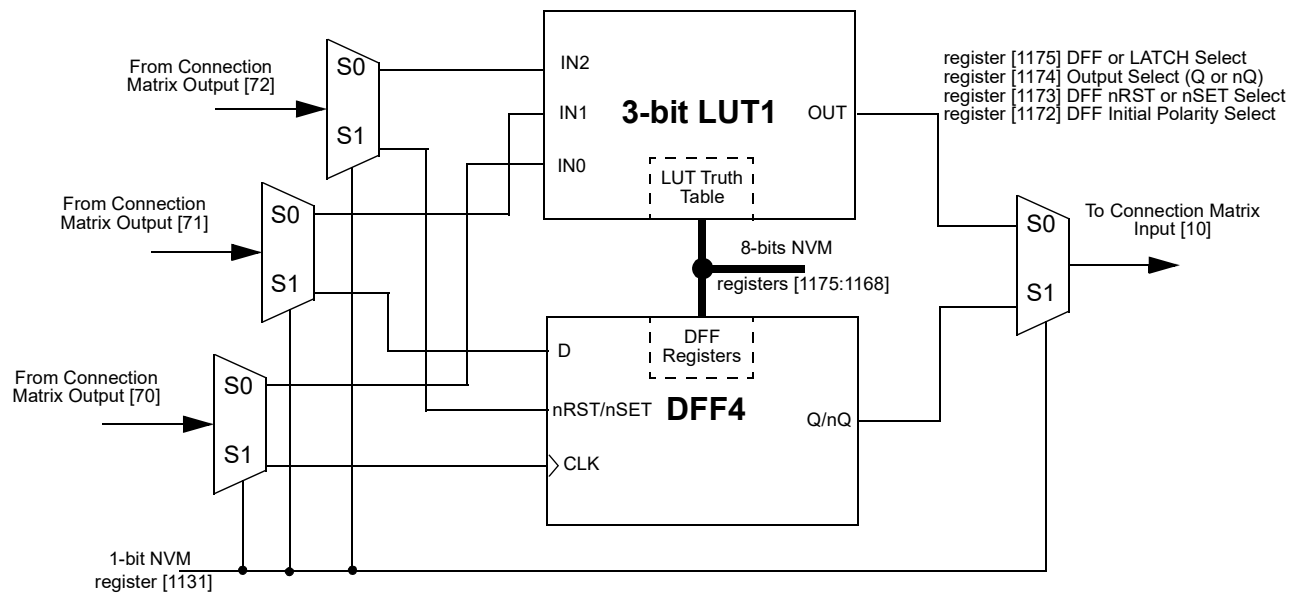 From Connection
Matrix Output [72]
S0
S1
IN2
IN1
IN0
3-bit LUT1
OUT
LUT Truth
Table
register [1175] DFF or LATCH Select
register [1174] Output Select (Q or nQ)
register [1173] DFF nRST or nSET Select
register [1172] DFF Initial Polarity Select
From Connection
Matrix Output [71]
S0
S1
8-bits NVM
registers [1175:1168]
S0
S1
To Connection Matrix
Input [10]
From Connection
Matrix Output [70]
S0
S1
D
nRST/nSET
CLK
DFF
Registers
DFF4
Q/nQ
1-bit NVM
register [1131]